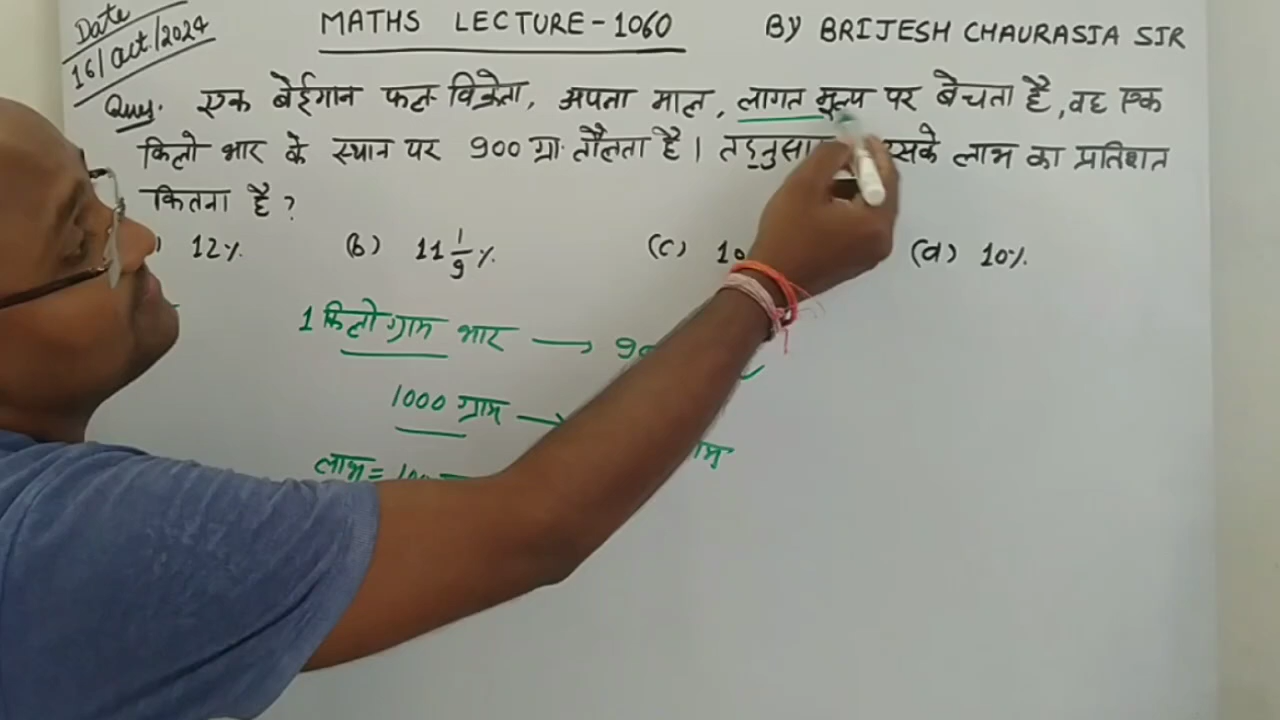 Date
16/Oct./2024
MATHS LECTURE-1060
BY BRIJESH CHAURASIA SIR
Ques. एक बेईमान फल विक्रेता, अपना माल, लागत मूल्य पर बेचता है, वह एक
किलो भार के स्थान पर 900 ग्रा. तौलता है। उसके लाभ का प्रतिशत
कितना है?
12% (b) 11 1/9 % (c) (d) 10%
1 किलोग्राम भार →
1000 ग्राम →
लाभ =